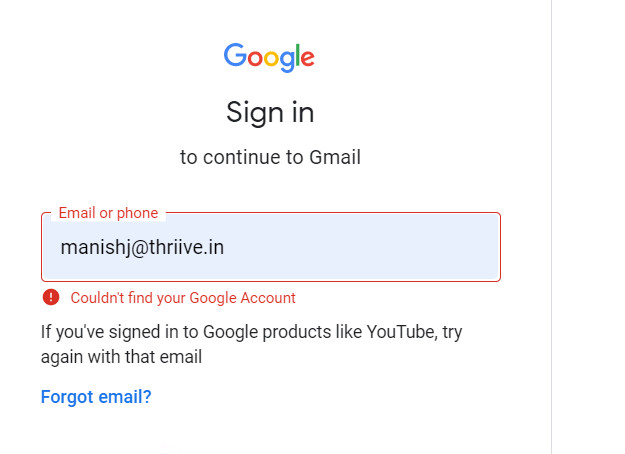 Google
Sign in
to continue to Gmail
Email or phone
manishj@thriive.in
Couldn't find your Google Account
If you've signed in to Google products like YouTube, try
again with that email
Forgot email?